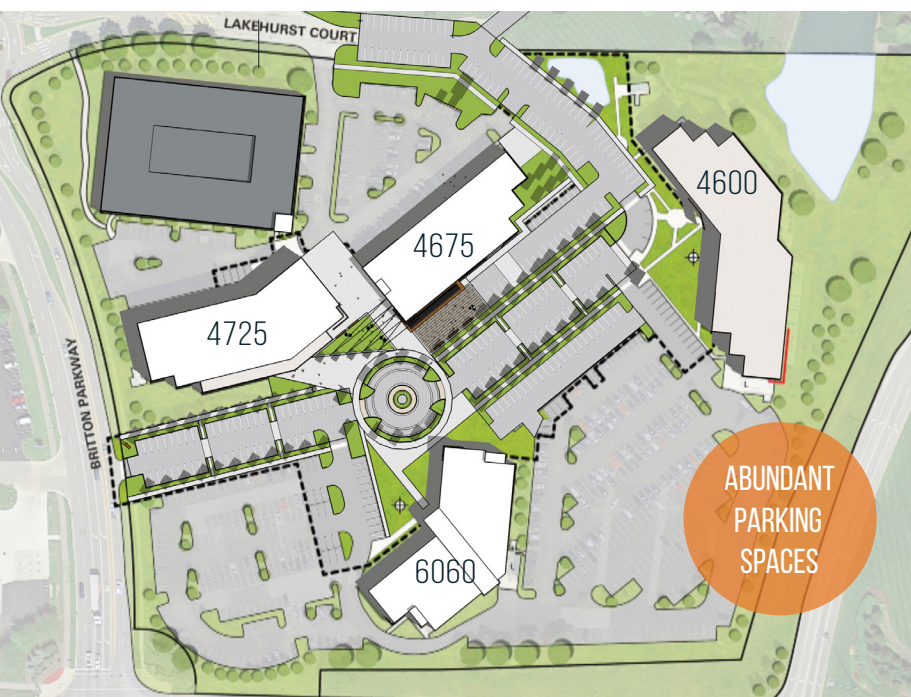 LAKEHURST COURT
4600
4675
4725
BRITTON PARKWAY
ABUNDANT
PARKING
SPACES
6060
L
L